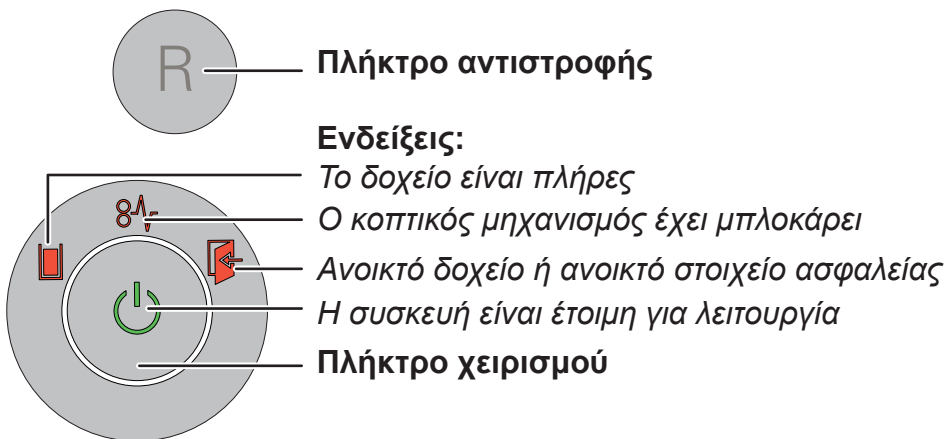 R
Πλήκτρο αντιστροφής
Ενδείξεις:
Το δοχείο είναι πλήρες
Ο κοπτικός μηχανισμός έχει μπλοκάρει
Ανοικτό δοχείο ή ανοικτό στοιχείο ασφαλείας
Η συσκευή είναι έτοιμη για λειτουργία
Πλήκτρο χειρισμού